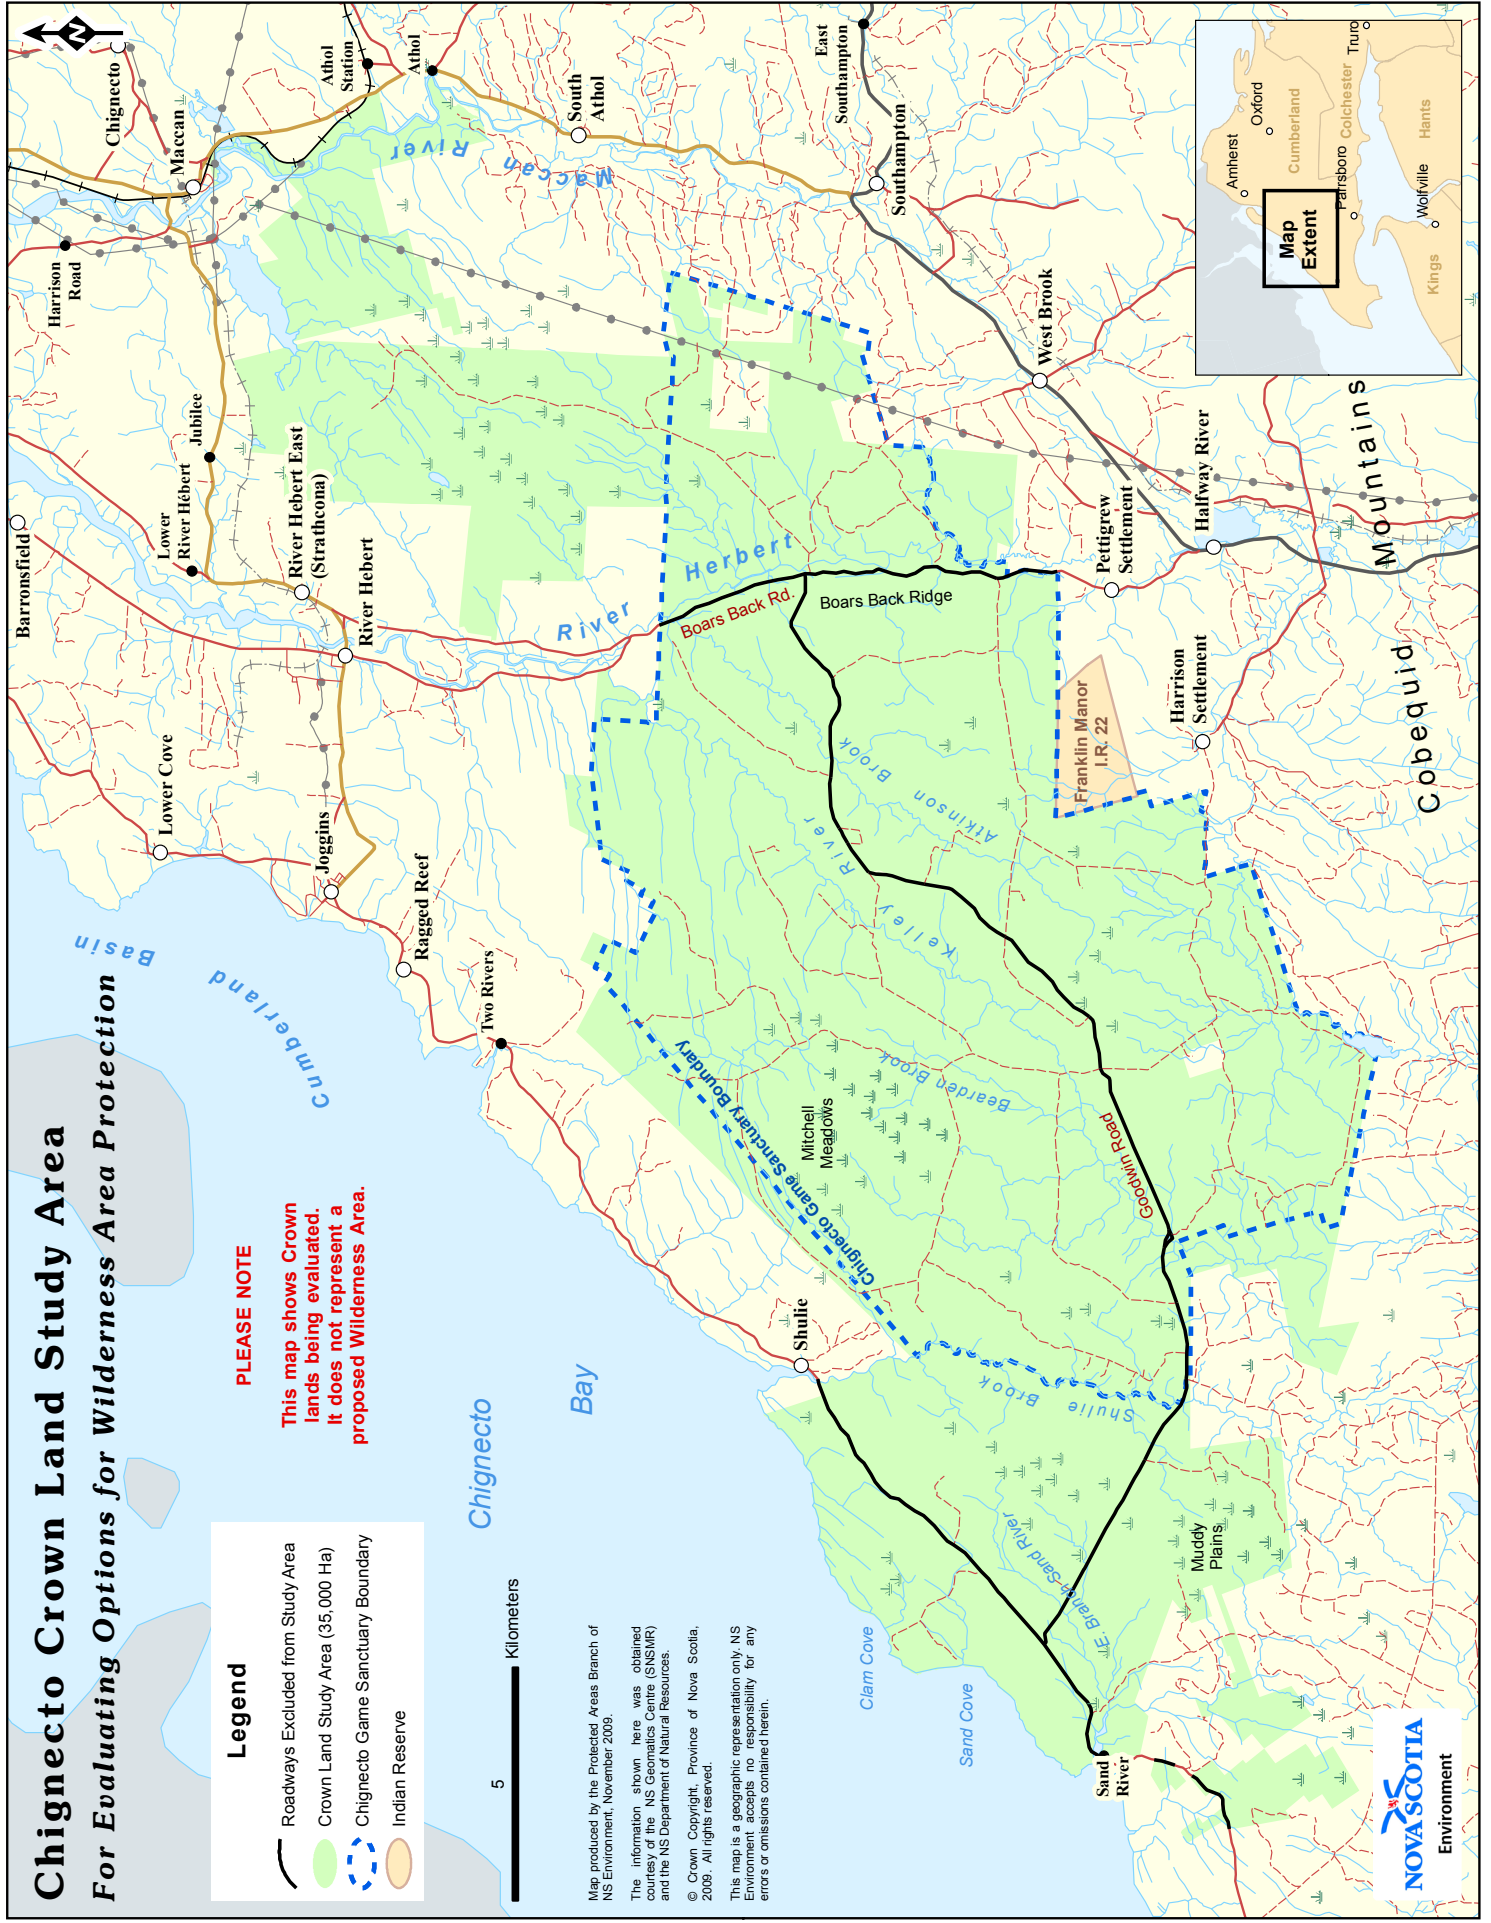 Chignecto Crown Land Study Area
For Evaluating Options for Wilderness Area Protection
PLEASE NOTE
This map shows Crown
lands being evaluated.
It does not represent a
proposed Wilderness Area.
Legend
Roadways Excluded from Study Area
Crown Land Study Area (35,000 Ha)
Chignecto Game Sanctuary Boundary
Indian Reserve
5
Kilometers
Map produced by the Protected Areas Branch of
NS Environment, November 2009.
The information shown here was obtained
courtesy of the NS Geomatics Centre (SNSMR)
and the NS Department of Natural Resources.
© Crown Copyright, Province of Nova Scotia,
2009. All rights reserved.
This map is a geographic representation only. NS
Environment accepts no responsibility for any
errors or omissions contained herein.
NOVA SCOTIA
Environment
N
Chignecto
Maccan
Harrison
Road
Athol
Station
Athol
South
Athol
East
Southampton
Southampton
Maccan River
Jubilee
Lower
River Hébert
River Hebert East
(Strathcona)
River Hebert
Barronsfield
Lower Cove
Joggins
Ragged Reef
Two Rivers
Shulie
Cumberland Basin
Chignecto
Bay
River Herbert
Boars Back Rd.
Boars Back Ridge
West Brook
Pettigrew
Settlement
Halfway River
Harrison
Settlement
Franklin Manor
I.R. 22
Cobequid Mountains
Atkinson Brook
Kelley River
Bearden Brook
Mitchell
Meadows
Chignecto Game Sanctuary Boundary
Goodwin Road
Shulie Brook
E. Branch Sand River
Muddy
Plains
Clam Cove
Sand Cove
Sand
River
Map
Extent
Amherst
Oxford
Truro
Cumberland
Colchester
Parrsboro
Hants
Wolfville
Kings